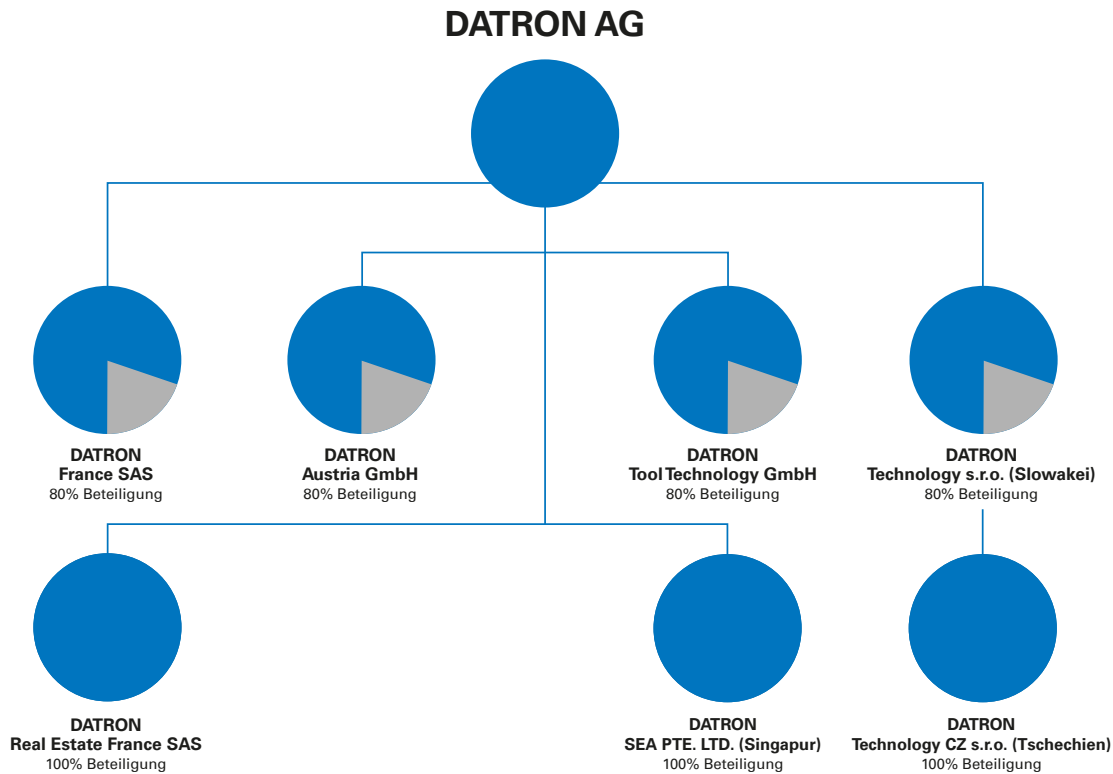 DATRON AG
DATRON
France SAS
80% Beteiligung
DATRON
Austria GmbH
80% Beteiligung
DATRON
Tool Technology GmbH
80% Beteiligung
DATRON
Technology s.r.o. (Slowakei)
80% Beteiligung
DATRON
Real Estate France SAS
100% Beteiligung
DATRON
SEA PTE. LTD. (Singapur)
100% Beteiligung
DATRON
Technology CZ s.r.o. (Tschechien)
100% Beteiligung